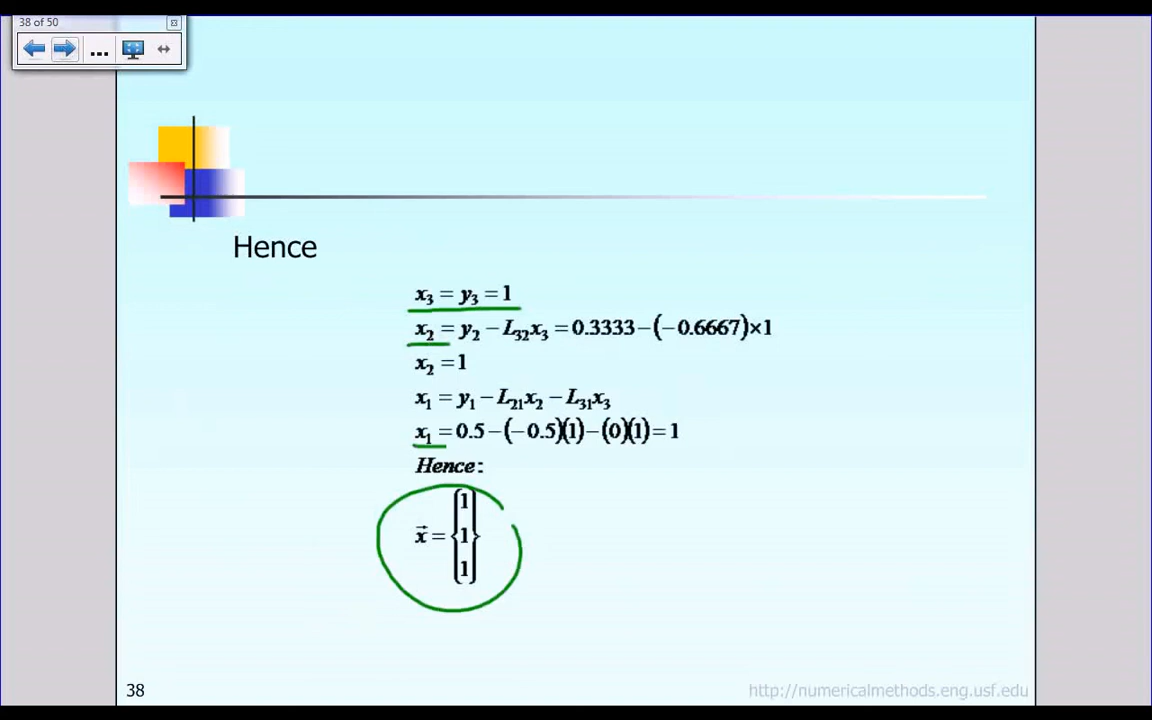 38 of 50
...
Hence
x₃ = y₃ = 1
x₂ = y₂ − L₃₂x₃ = 0.3333 − (−0.6667)×1
x₂ = 1
x₁ = y₁ − L₂₁x₂ − L₃₁x₃
x₁ = 0.5 − (−0.5)(1) − (0)(1) = 1
Hence:
x⃗ = {1 1 1}
38
http://numericalmethods.eng.usf.edu